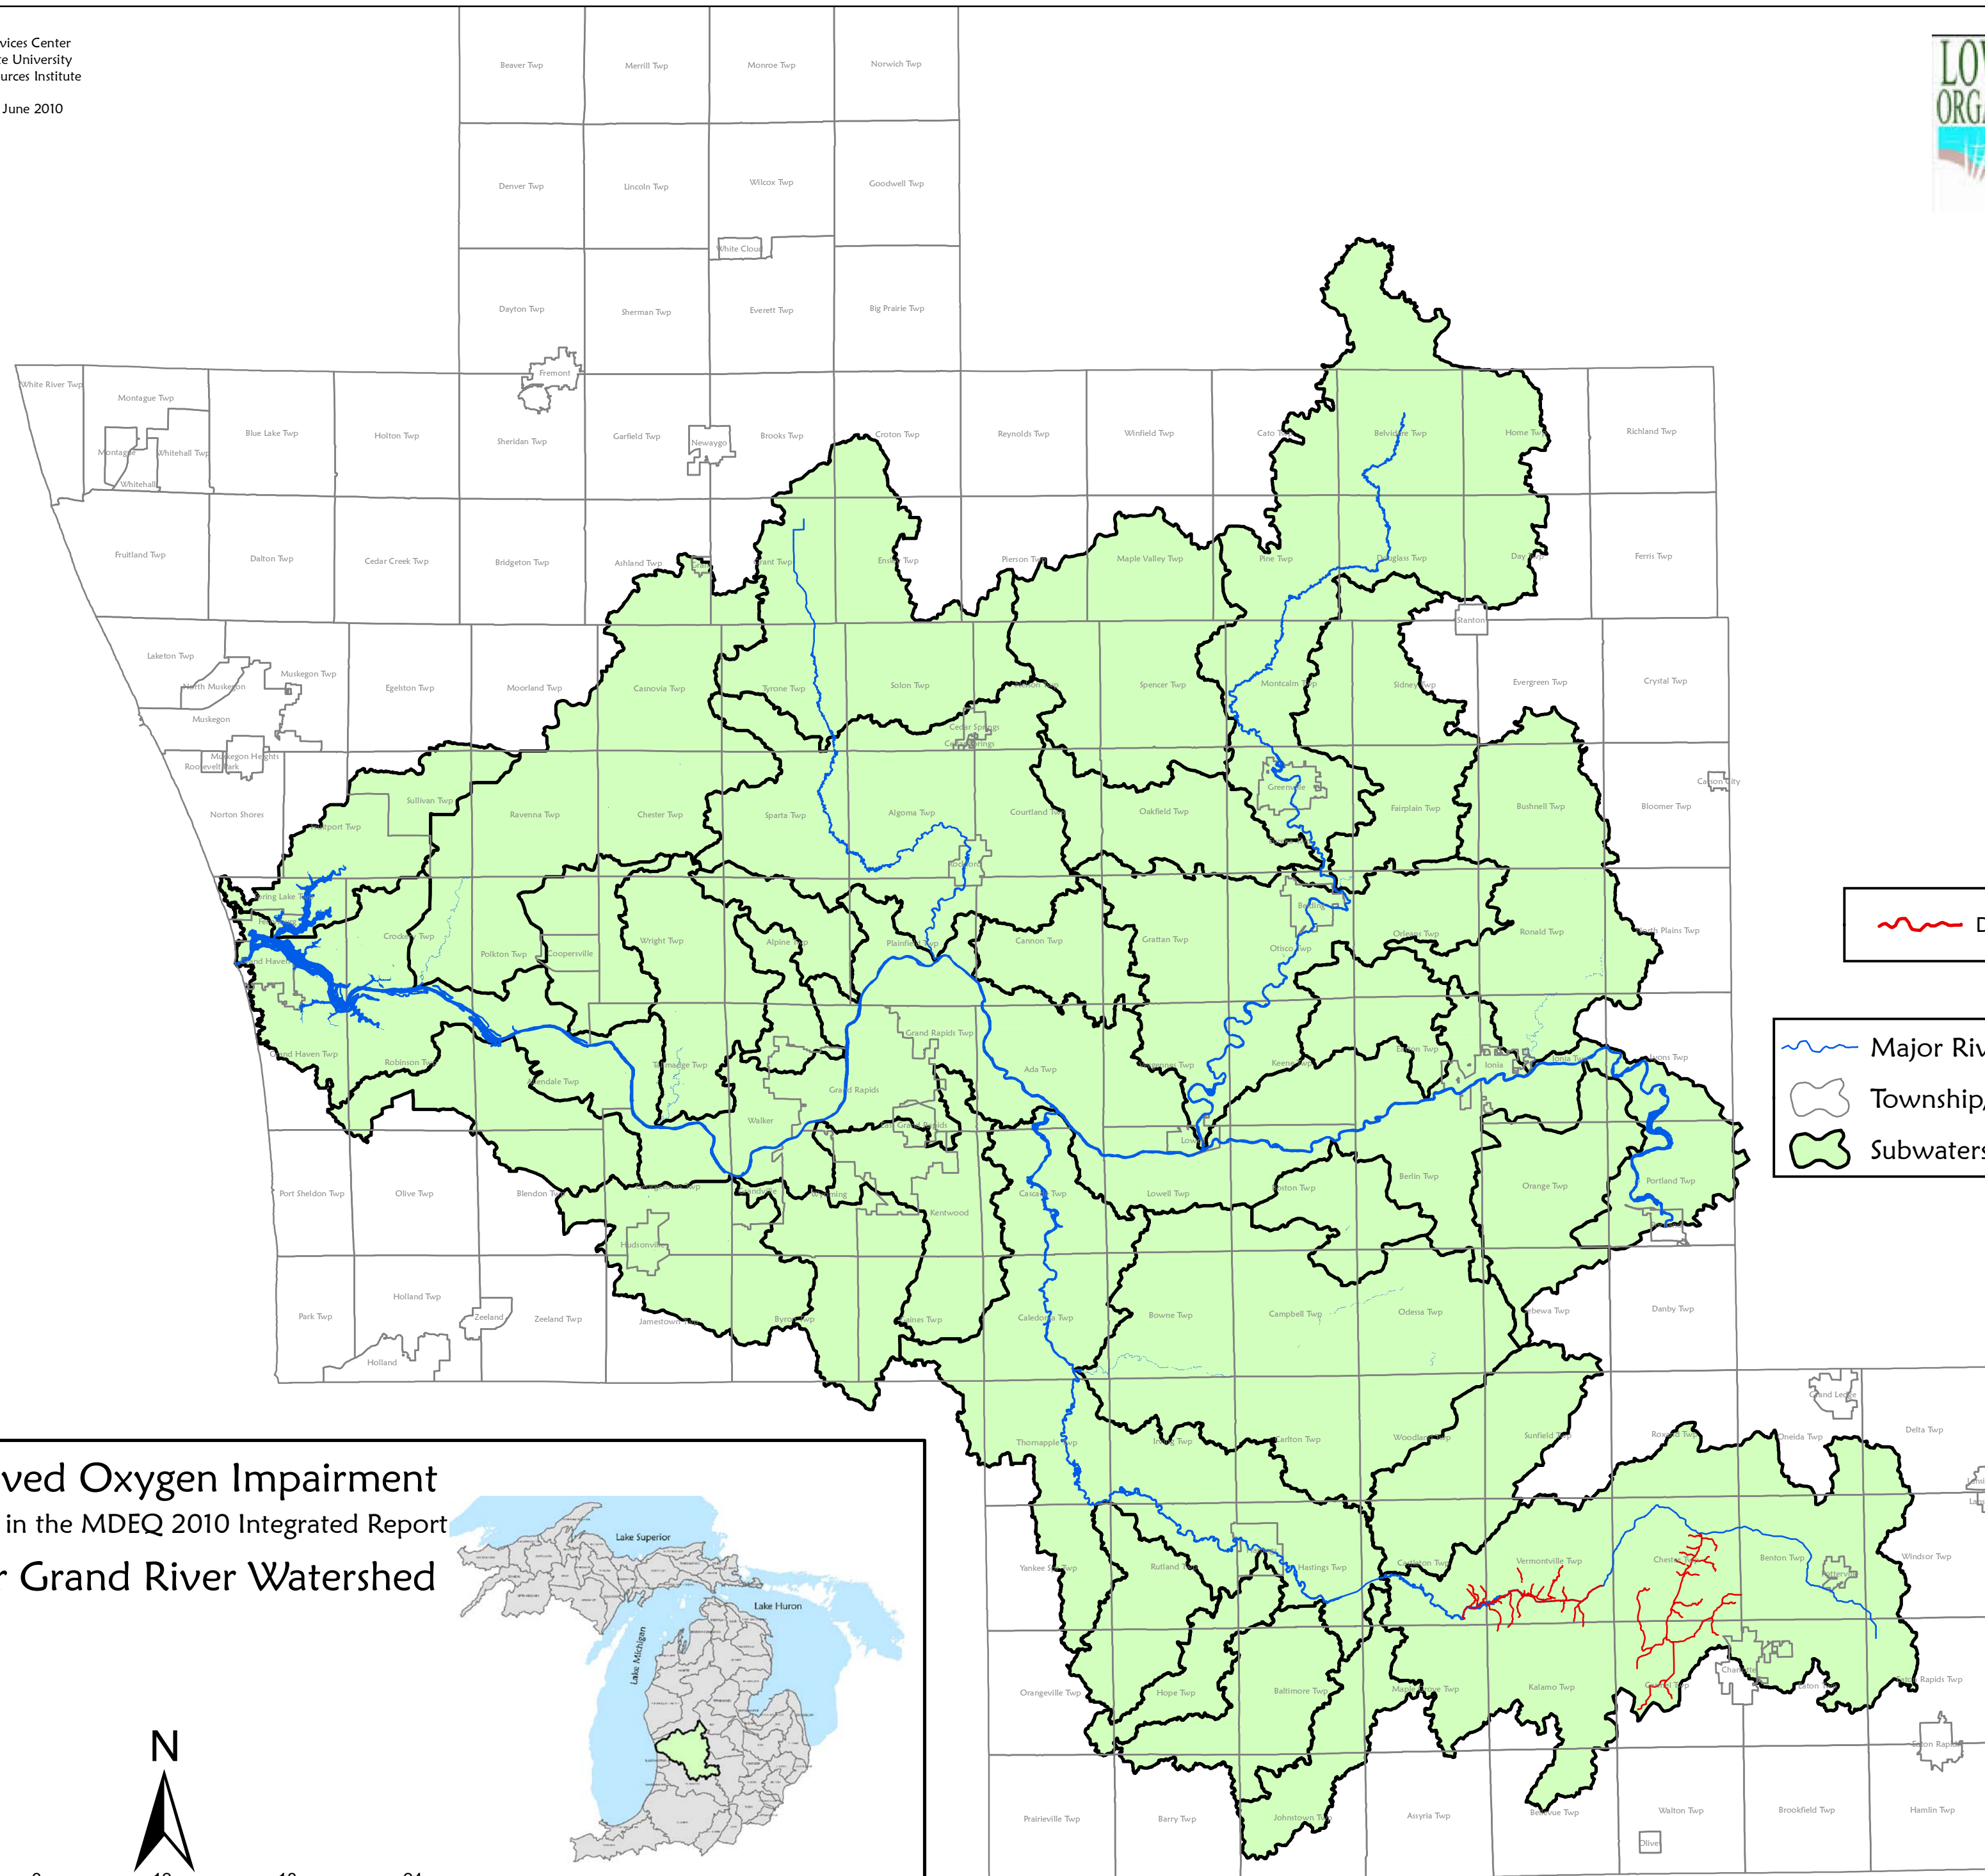 vices Center
e University
urces Institute
June 2010
LO
ORGA
Beaver Twp
Merrill Twp
Monroe Twp
Norwich Twp
Denver Twp
Lincoln Twp
Wilcox Twp
Goodwell Twp
White Cloud
Dayton Twp
Sherman Twp
Everett Twp
Big Prairie Twp
White River Twp
Montague Twp
Fremont
Blue Lake Twp
Holton Twp
Sheridan Twp
Garfield Twp
Newaygo
Brooks Twp
Croton Twp
Reynolds Twp
Winfield Twp
Cato
Belvidere Twp
Home Twp
Richland Twp
Montague
Whitehall Twp
Whitehall
Fruitland Twp
Dalton Twp
Cedar Creek Twp
Bridgeton Twp
Ashland Twp
Grant Twp
Twp
Pierson Twp
Maple Valley Twp
Pine Twp
Douglass Twp
Day
Ferris Twp
Stanton
Laketon Twp
North Muskegon
Muskegon Twp
Muskegon
Egelston Twp
Moorland Twp
Casnovia Twp
Tyrone Twp
Solon Twp
Spencer Twp
Montcalm Twp
Sidney Twp
Evergreen Twp
Crystal Twp
Cedar Springs
Muskegon Heights
Roosevelt Park
Norton Shores
Sullivan Twp
Ravenna Twp
Chester Twp
Sparta Twp
Algoma Twp
Courtland Twp
Oakfield Twp
Greenville
Fairplain Twp
Bushnell Twp
Bloomer Twp
Carson City
Crockery Twp
Polkton Twp
Coopersville
Wright Twp
Alpine Twp
Plainfield Twp
Cannon Twp
Grattan Twp
Belding
Otisco Twp
Orleans Twp
Ronald Twp
North Plains Twp
D
Grand Haven Twp
Robinson Twp
Allendale Twp
Tallmadge Twp
Walker
Grand Rapids
Grand Rapids Twp
East Grand Rapids
Ada Twp
Keene Twp
Ionia
Ionia Twp
Lyons Twp
Major Riv
Township,
Subwaters
Port Sheldon Twp
Olive Twp
Blendon Twp
Wyoming
Kentwood
Cascade Twp
Lowell Twp
Boston Twp
Berlin Twp
Orange Twp
Portland Twp
Hudsonville
Park Twp
Holland Twp
Zeeland
Zeeland Twp
Jamestown Twp
Byron Twp
Gaines Twp
Caledonia Twp
Bowne Twp
Campbell Twp
Odessa Twp
Danby Twp
Holland
Grand Ledge
Thornapple Twp
Irving Twp
Carlton Twp
Woodland Twp
Sunfield Twp
Roxand Twp
Oneida Twp
Delta Twp
Rutland Twp
Hastings Twp
Castleton Twp
Vermontville Twp
Chester Twp
Benton Twp
Windsor Twp
Orangeville Twp
Hope Twp
Baltimore Twp
Maple Grove Twp
Kalamo Twp
Eaton Rapids Twp
Eaton Rapids
Prairieville Twp
Barry Twp
Johnstown Twp
Assyria Twp
Bellevue Twp
Walton Twp
Brookfield Twp
Hamlin Twp
Olivet
ved Oxygen Impairment
in the MDEQ 2010 Integrated Report
r Grand River Watershed
Lake Superior
Lake Huron
Lake Michigan
N